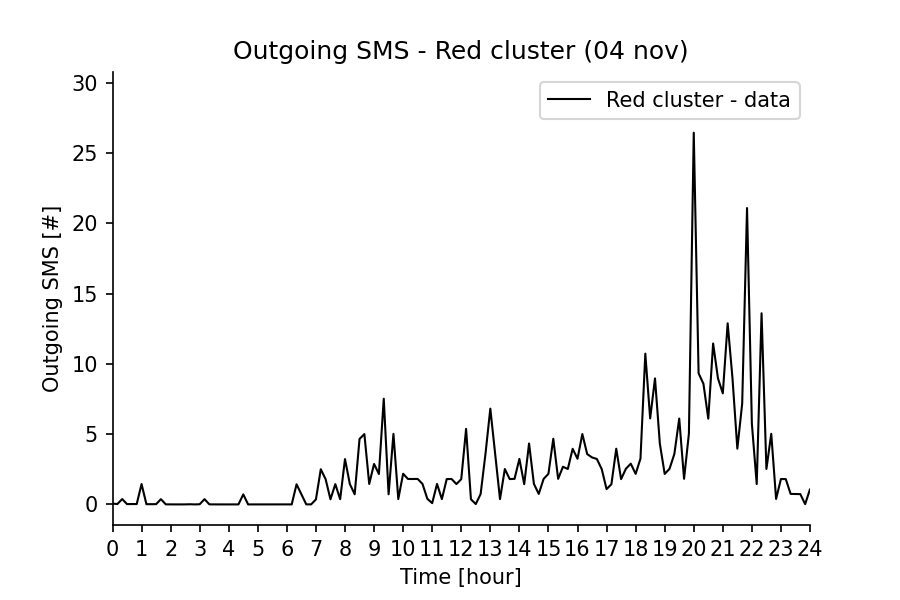 Outgoing SMS - Red cluster (04 nov)
30
Red cluster - data
25
20
15
10
5
0
Outgoing SMS [#]
0 1 2 3 4 5 6 7 8 9 10 11 12 13 14 15 16 17 18 19 20 21 22 23 24
Time [hour]